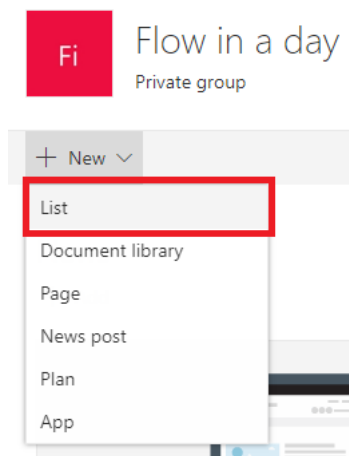 Fi
Flow in a day
Private group
+ New
List
Document library
Page
News post
Plan
App